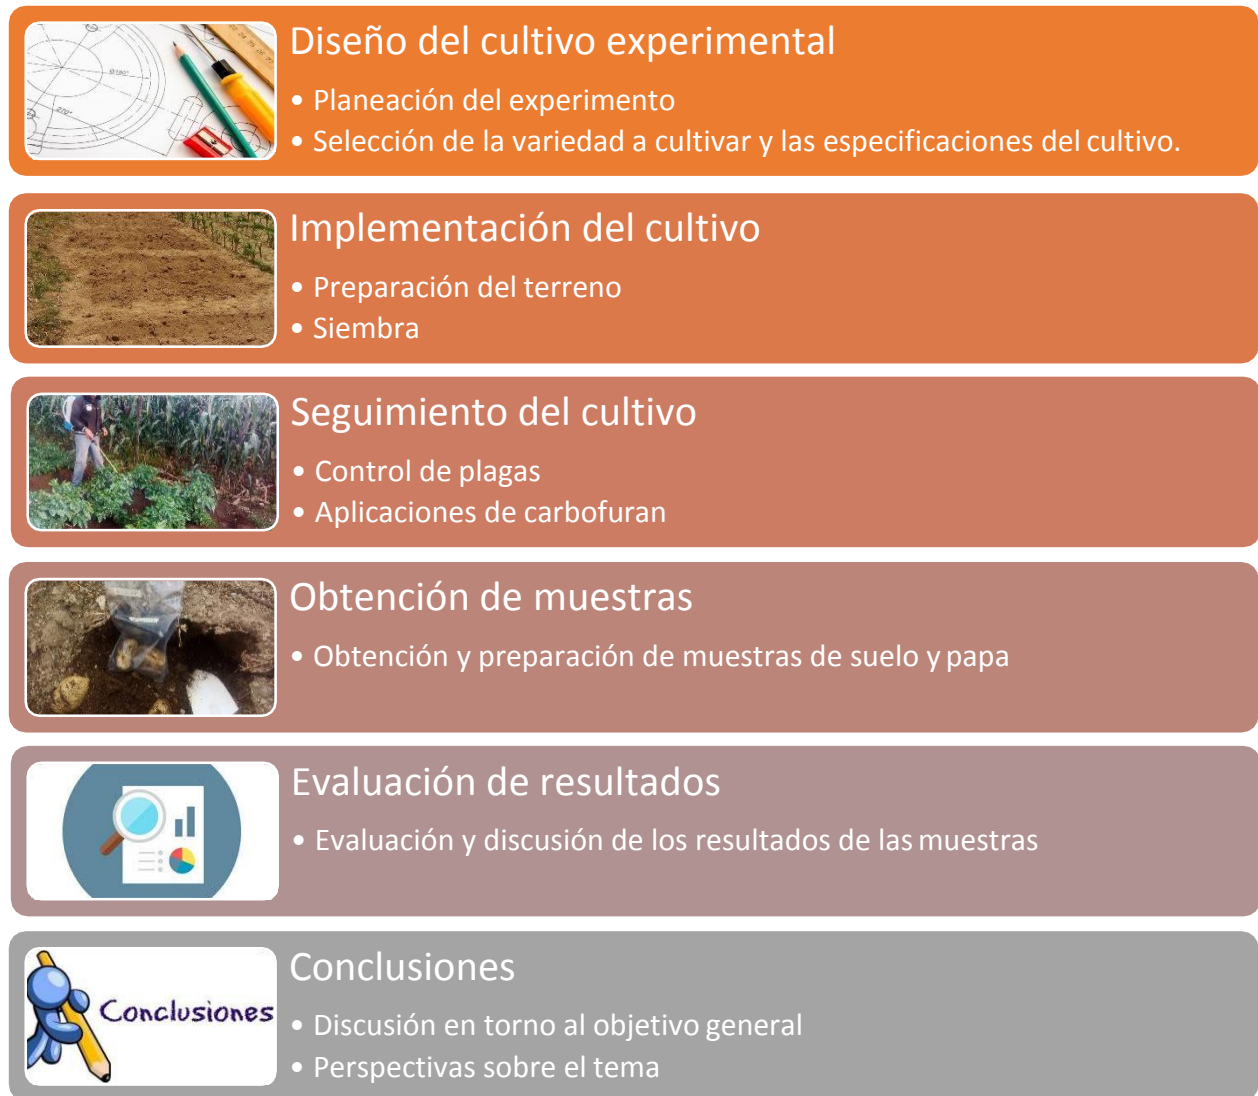 Diseño del cultivo experimental
• Planeación del experimento
• Selección de la variedad a cultivar y las especificaciones del cultivo.
Implementación del cultivo
• Preparación del terreno
• Siembra
Seguimiento del cultivo
• Control de plagas
• Aplicaciones de carbofuran
Obtención de muestras
• Obtención y preparación de muestras de suelo y papa
Evaluación de resultados
• Evaluación y discusión de los resultados de las muestras
Conclusiones
Conclusiones
• Discusión en torno al objetivo general
• Perspectivas sobre el tema